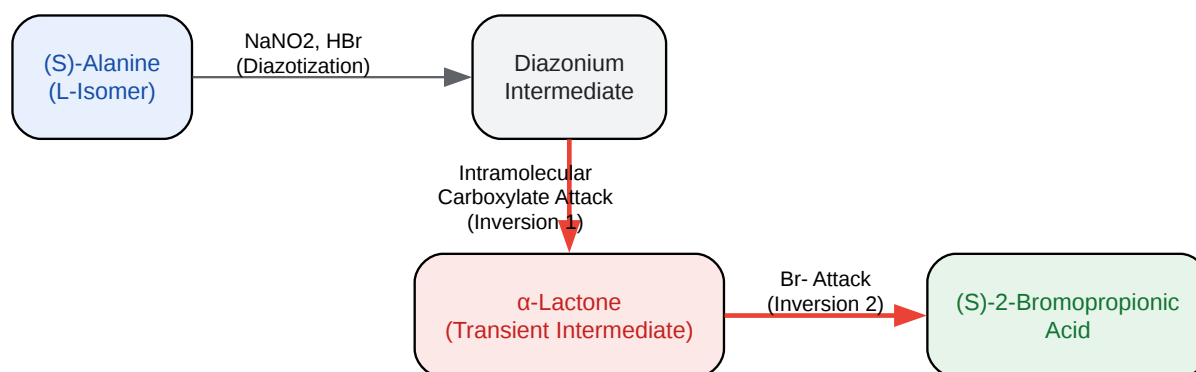 (S)-Alanine
(L-Isomer)
NaNO2, HBr
(Diazotization)
Diazonium
Intermediate
Intramolecular
Carboxylate Attack
(Inversion 1)
α-Lactone
(Transient Intermediate)
Br- Attack
(Inversion 2)
(S)-2-Bromopropionic
Acid